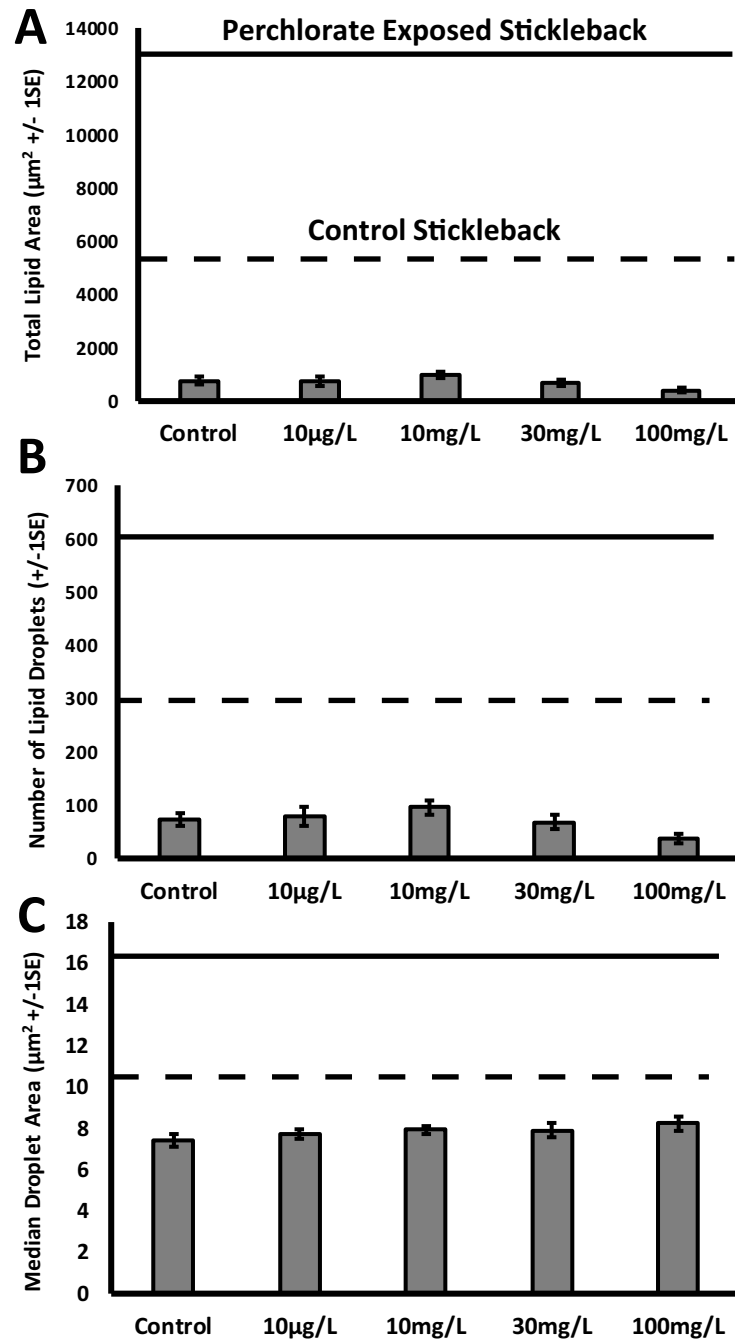 A
Perchlorate Exposed Stickleback
Control Stickleback
Total Lipid Area (µm² +/- 1SE)
14000
12000
10000
8000
6000
4000
2000
0
Control 10µg/L 10mg/L 30mg/L 100mg/L
B
Number of Lipid Droplets (+/-1SE)
700
600
500
400
300
200
100
0
Control 10µg/L 10mg/L 30mg/L 100mg/L
C
Median Droplet Area (µm² +/-1SE)
18
16
14
12
10
8
6
4
2
0
Control 10µg/L 10mg/L 30mg/L 100mg/L